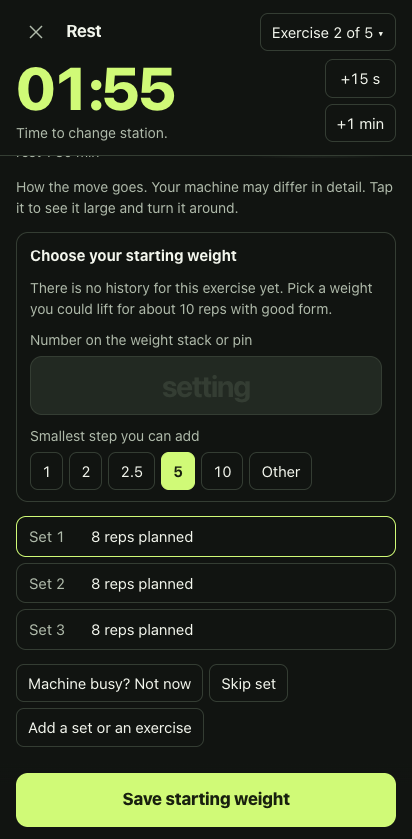 Rest
Exercise 2 of 5
01:55
+15 s
+1 min
Time to change station.
How the move goes. Your machine may differ in detail. Tap
it to see it large and turn it around.
Choose your starting weight
There is no history for this exercise yet. Pick a weight
you could lift for about 10 reps with good form.
Number on the weight stack or pin
setting
Smallest step you can add
1
2
2.5
5
10
Other
Set 1 8 reps planned
Set 2 8 reps planned
Set 3 8 reps planned
Machine busy? Not now
Skip set
Add a set or an exercise
Save starting weight